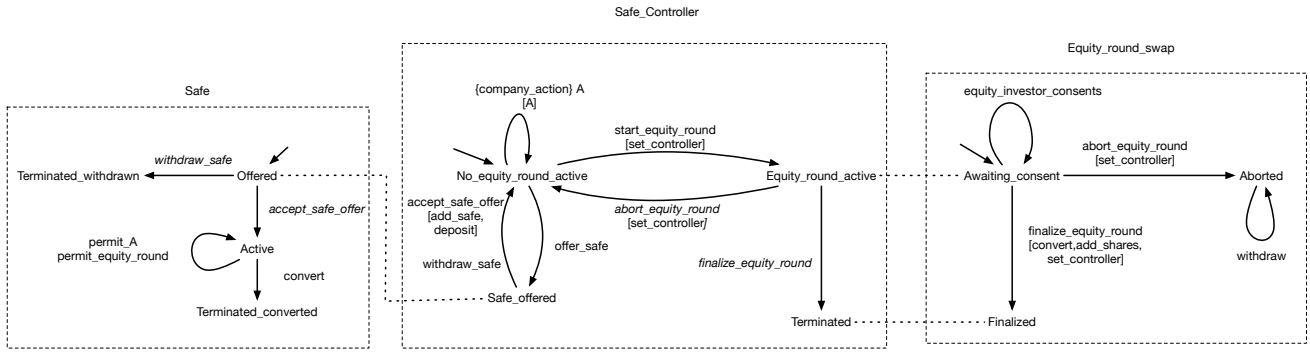 Safe_Controller
Equity_round_swap
Safe
{company_action} A
[A]
equity_investor_consents
start_equity_round
[set_controller]
abort_equity_round
[set_controller]
withdraw_safe
Terminated_withdrawn
Offered
No_equity_round_active
Equity_round_active
Awaiting_consent
Aborted
accept_safe_offer
accept_safe_offer
[add_safe,
deposit]
abort_equity_round
[set_controller]
permit_A
permit_equity_round
Active
offer_safe
withdraw_safe
finalize_equity_round
finalize_equity_round
[convert,add_shares,
set_controller]
withdraw
convert
Safe_offered
Terminated_converted
Terminated
Finalized